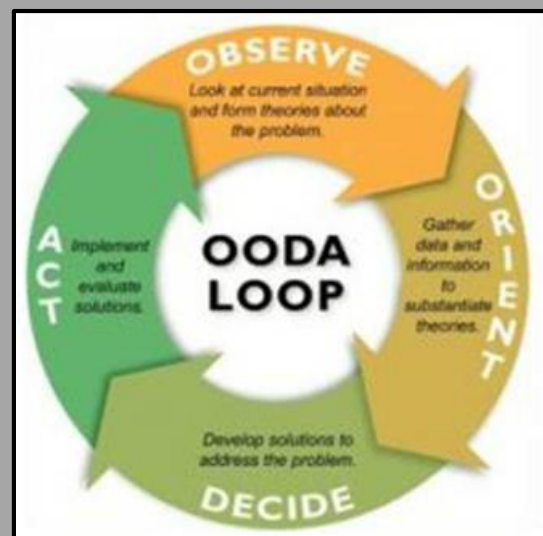 OBSERVE
Look at current situation
and form theories about
the problem.
ORIENT
Gather
data and
information
to
substantiate
theories.
DECIDE
Develop solutions to
address the problem.
ACT
Implement
and
evaluate
solutions.
OODA
LOOP